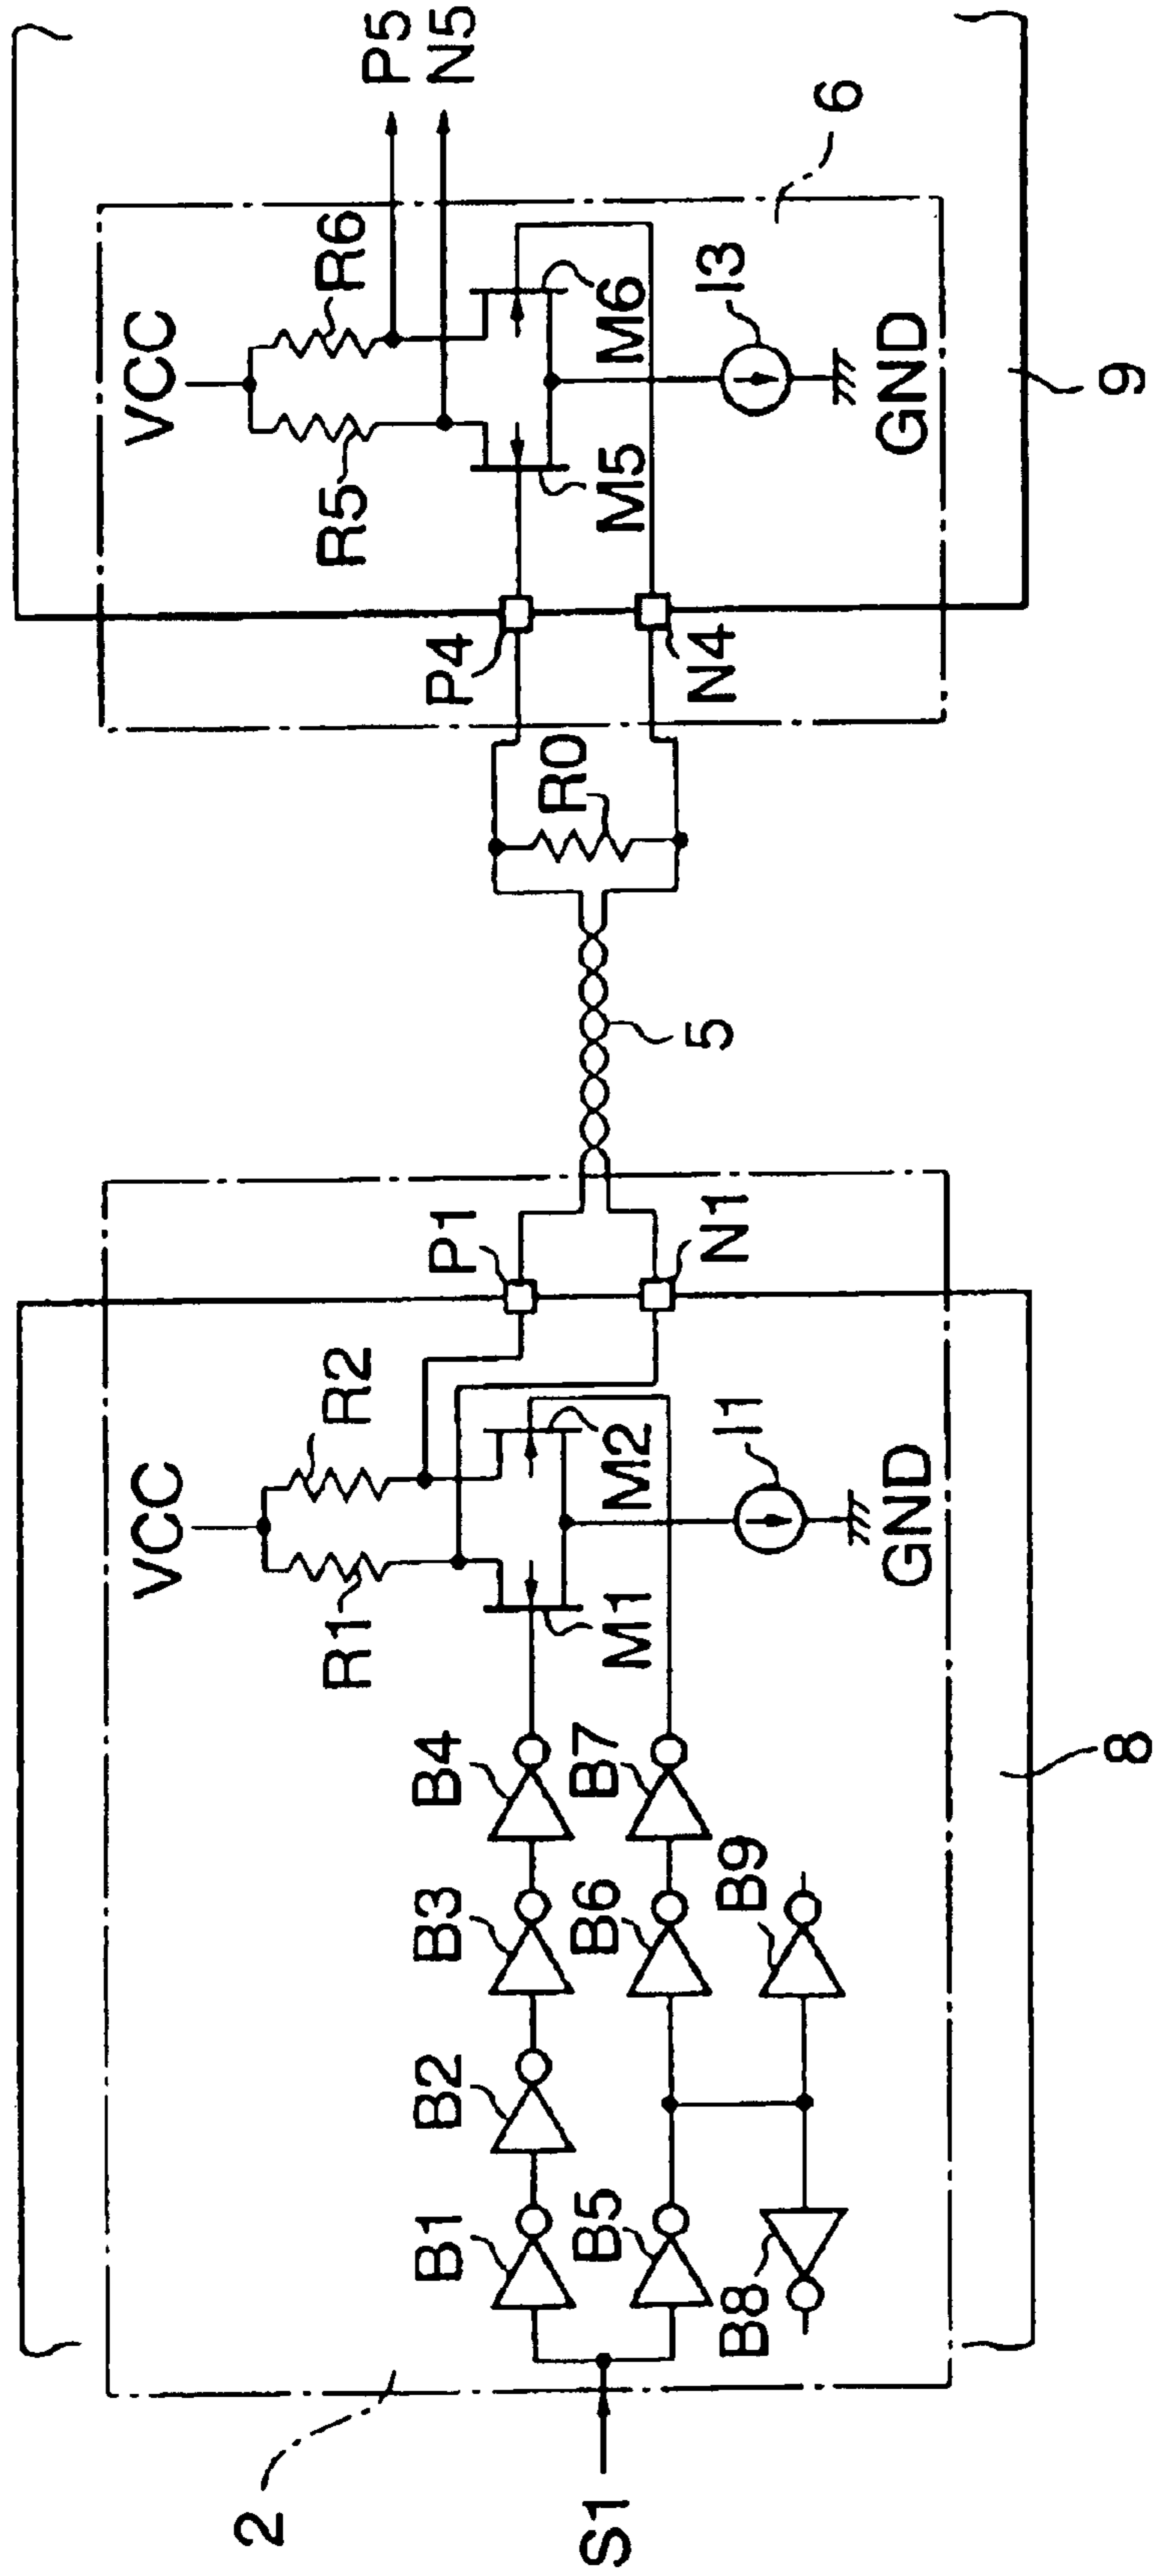 2
S1
B1
B2
B3
B4
B5
B6
B7
B8
B9
VCC
R1
R2
M1
M2
I1
GND
P1
N1
8
5
R0
P4
N4
VCC
R5
R6
M5
M6
I3
GND
P5
N5
6
9